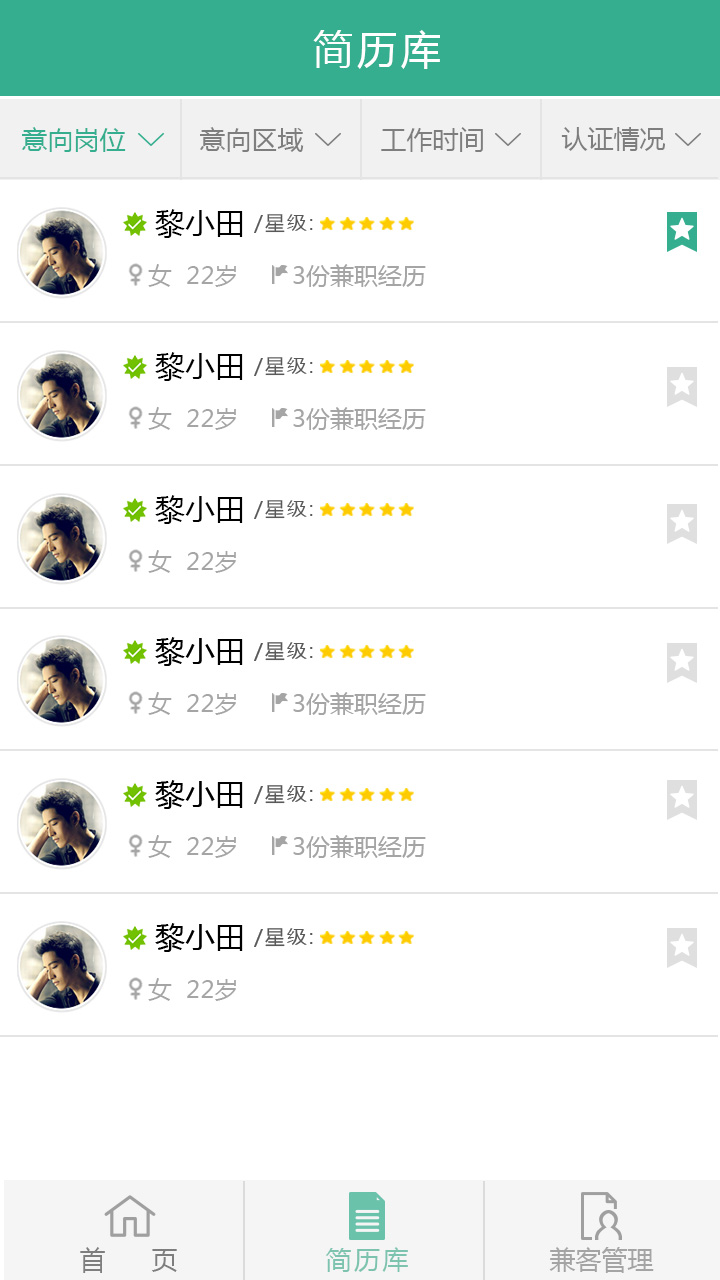 简历库
意向岗位 意向区域 工作时间 认证情况
黎小田 /星级:
女 22岁 3份兼职经历
黎小田 /星级:
女 22岁 3份兼职经历
黎小田 /星级:
女 22岁
黎小田 /星级:
女 22岁 3份兼职经历
黎小田 /星级:
女 22岁 3份兼职经历
黎小田 /星级:
女 22岁
首 页 简历库 兼客管理